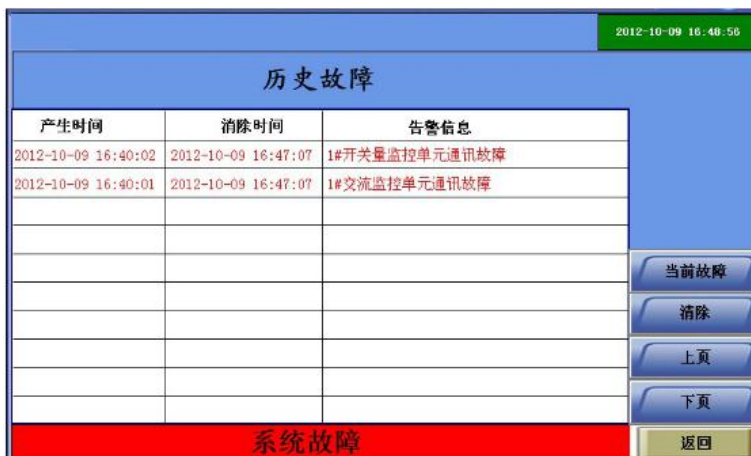 2012-10-09 16:48:56
历史故障
产生时间 消除时间 告警信息
2012-10-09 16:40:02 2012-10-09 16:47:07 1#开关量监控单元通讯故障
2012-10-09 16:40:01 2012-10-09 16:47:07 1#交流监控单元通讯故障
当前故障
清除
上页
下页
系统故障 返回